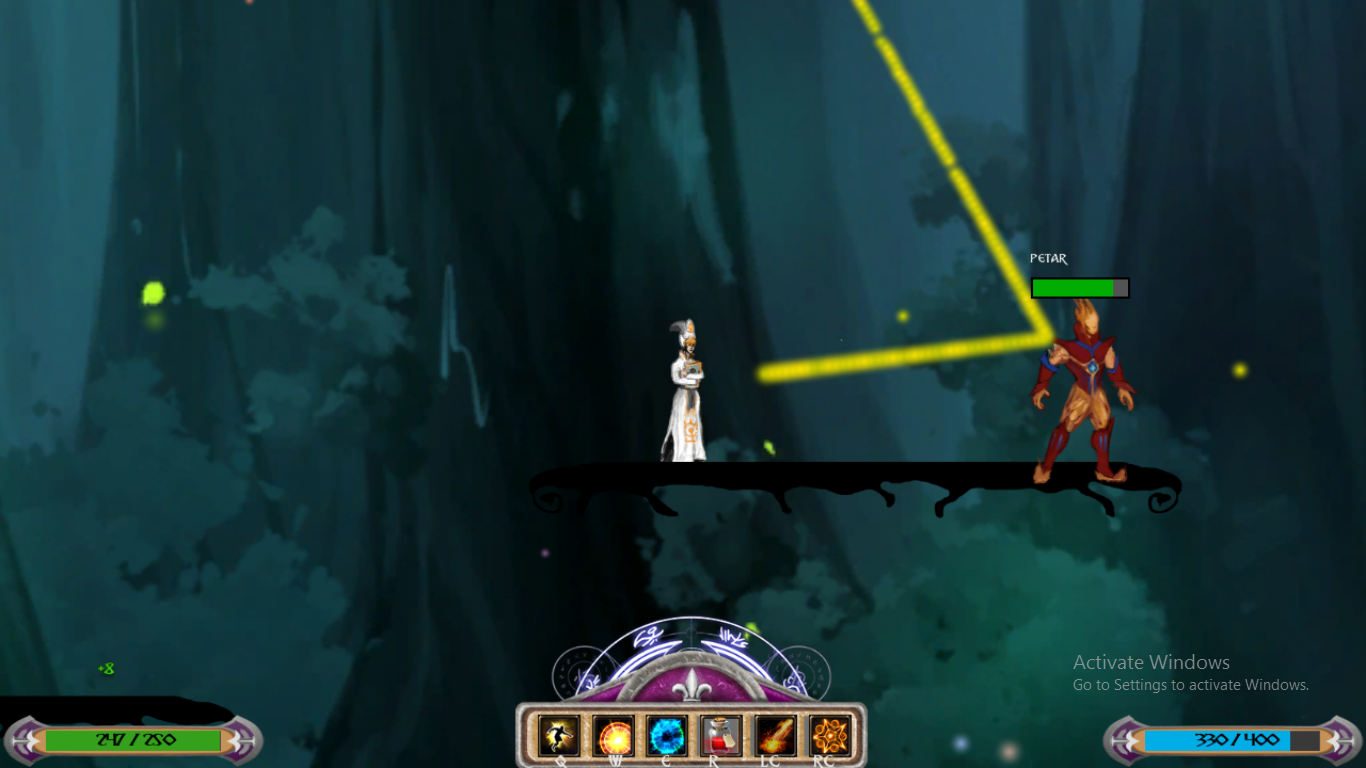 PETAR
Activate Windows
Go to Settings to activate Windows.
+8
247 / 250
330 / 400
Q W E R LC RC